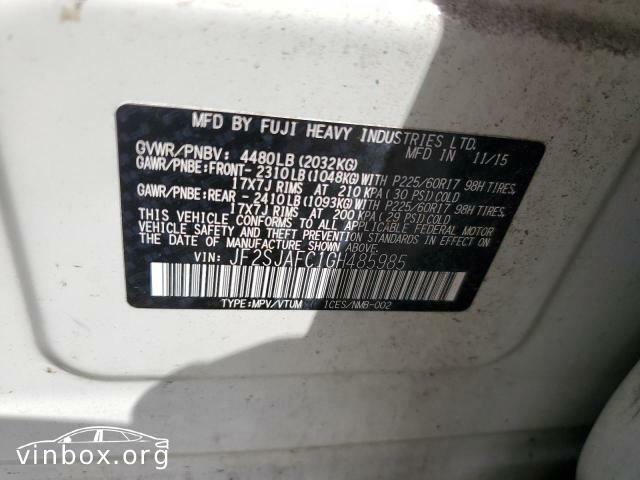 MFD BY FUJI HEAVY INDUSTRIES LTD.
GVWR/PNBV: 4480LB (2032KG) MFD IN 11/15
GAWR/PNBE:FRONT- 2310LB (1048KG) WITH P225/60R17 98H TIRES,
17X7J RIMS AT 210 KPA (30 PSI) COLD
GAWR/PNBE:REAR - 2410LB (1093KG) WITH P225/60R17 98H TIRES,
17X7J RIMS AT 200 KPA (29 PSI) COLD
THIS VEHICLE CONFORMS TO ALL APPLICABLE FEDERAL MOTOR
VEHICLE SAFETY AND THEFT PREVENTION STANDARDS IN EFFECT
ON THE DATE OF MANUFACTURE SHOWN ABOVE.
VIN: JF2SJAFC1GH485985
TYPE:MPV/VTUM ICES/NMB-002
vinbox.org